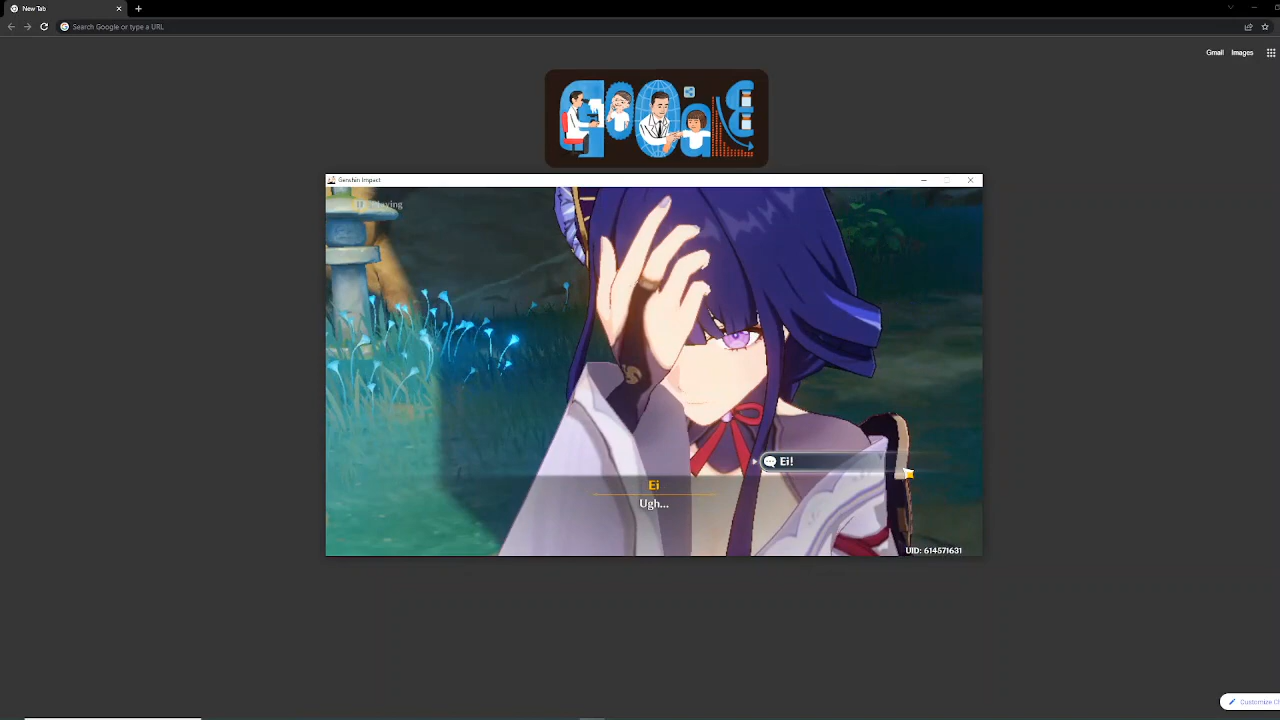 New Tab
Search Google or type a URL
Gmail Images
Genshin Impact
Ei!
Ei
Ugh...
UID: 614571631